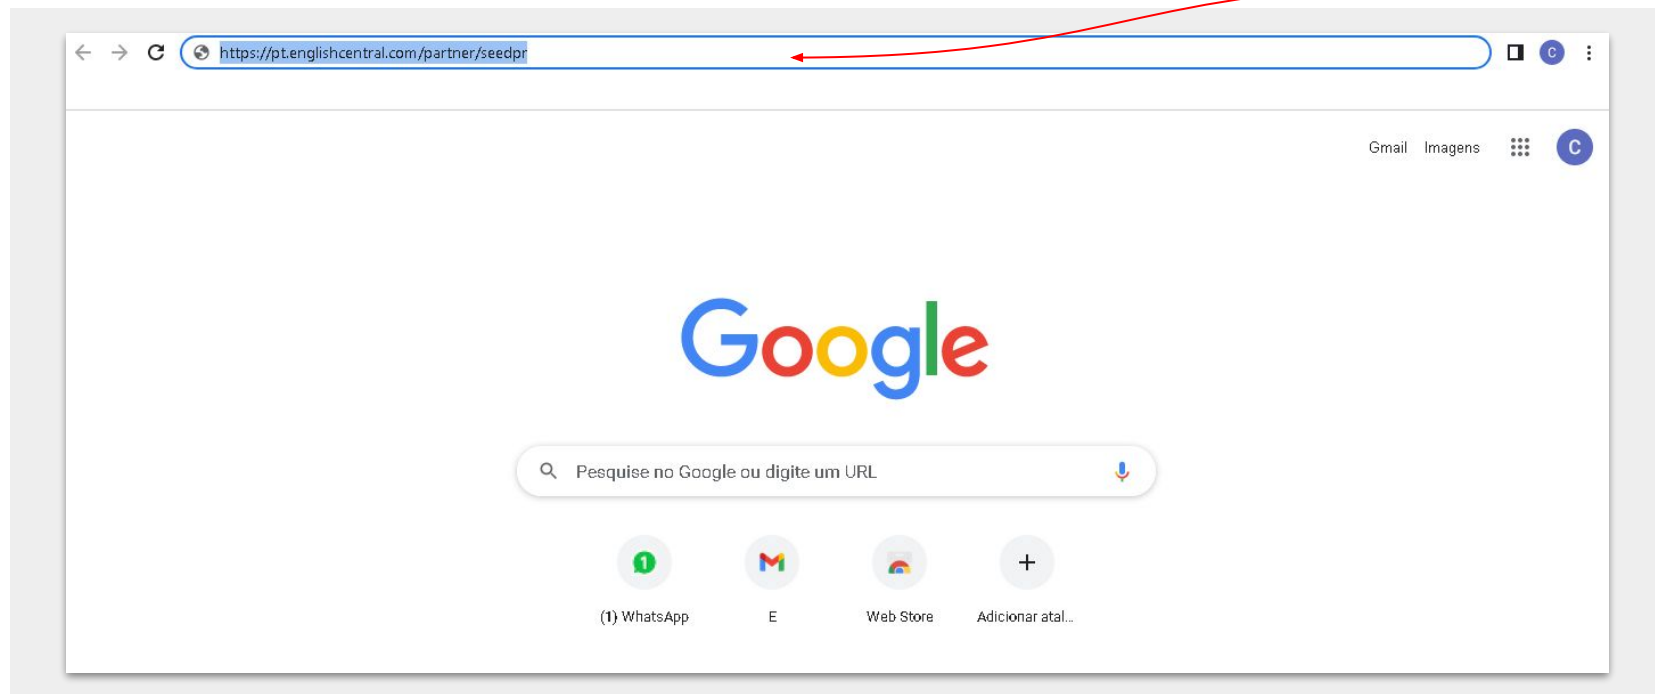 https://pt.englishcentral.com/partner/seedpr
C
Gmail Imagens
C
Google
Pesquise no Google ou digite um URL
1
(1) WhatsApp E Web Store Adicionar atal...